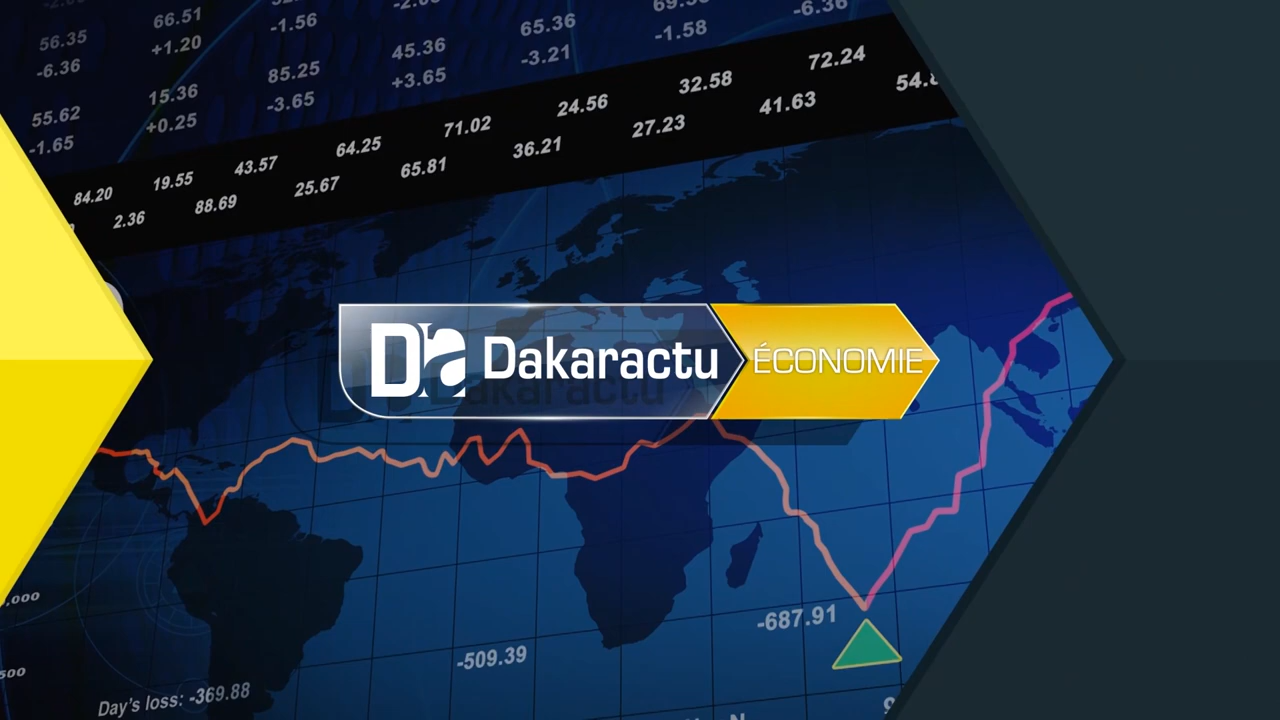 66.51 -1.56 65.36 -1.58 -6.36
56.35 +1.20 45.36 -3.21
-6.36 85.25 +3.65
15.36 -3.65
55.62 +0.25
-1.65
84.20 19.55 43.57 64.25 71.02 24.56 32.58 72.24
2.36 88.69 25.67 65.81 36.21 27.23 41.63
Da Dakaractu ÉCONOMIE
-687.91
-509.39
Day's loss: -369.88